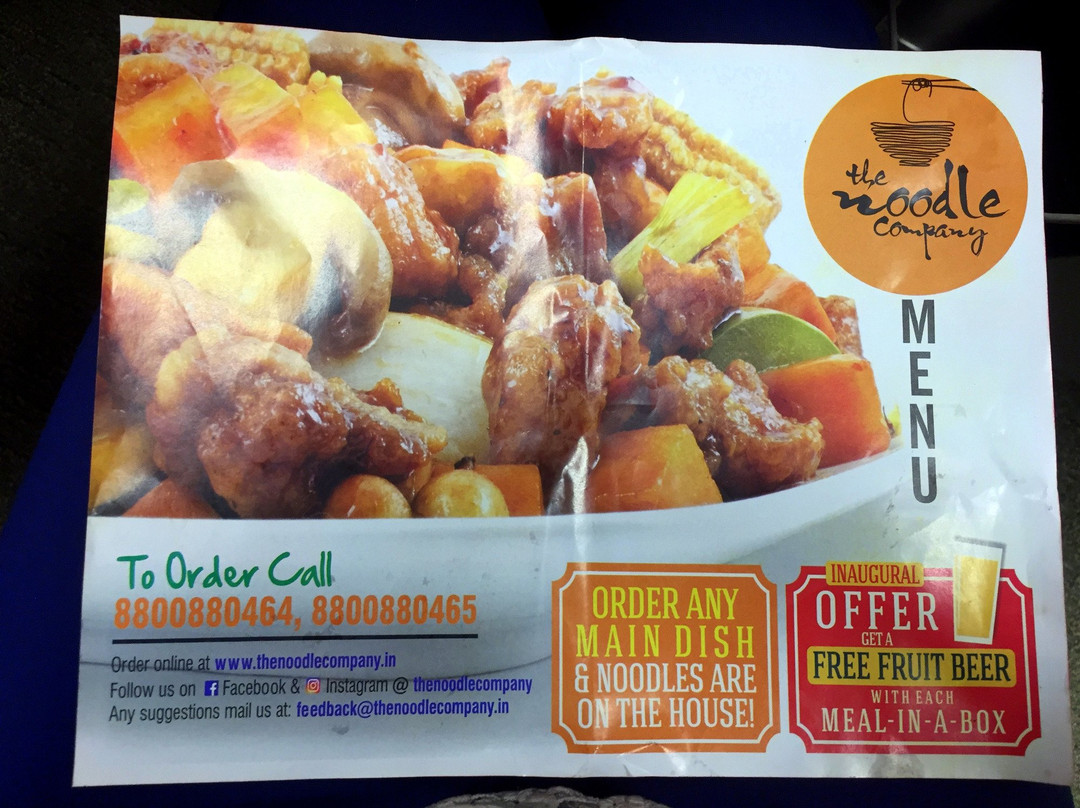 the
noodle
company
M
E
N
U
To Order Call
8800880464, 8800880465
Order online at www.thenoodlecompany.in
Follow us on Facebook & Instagram @ thenoodlecompany
Any suggestions mail us at: feedback@thenoodlecompany.in
ORDER ANY
MAIN DISH
& NOODLES ARE
ON THE HOUSE!
INAUGURAL
OFFER
GET A
FREE FRUIT BEER
WITH EACH
MEAL-IN-A-BOX